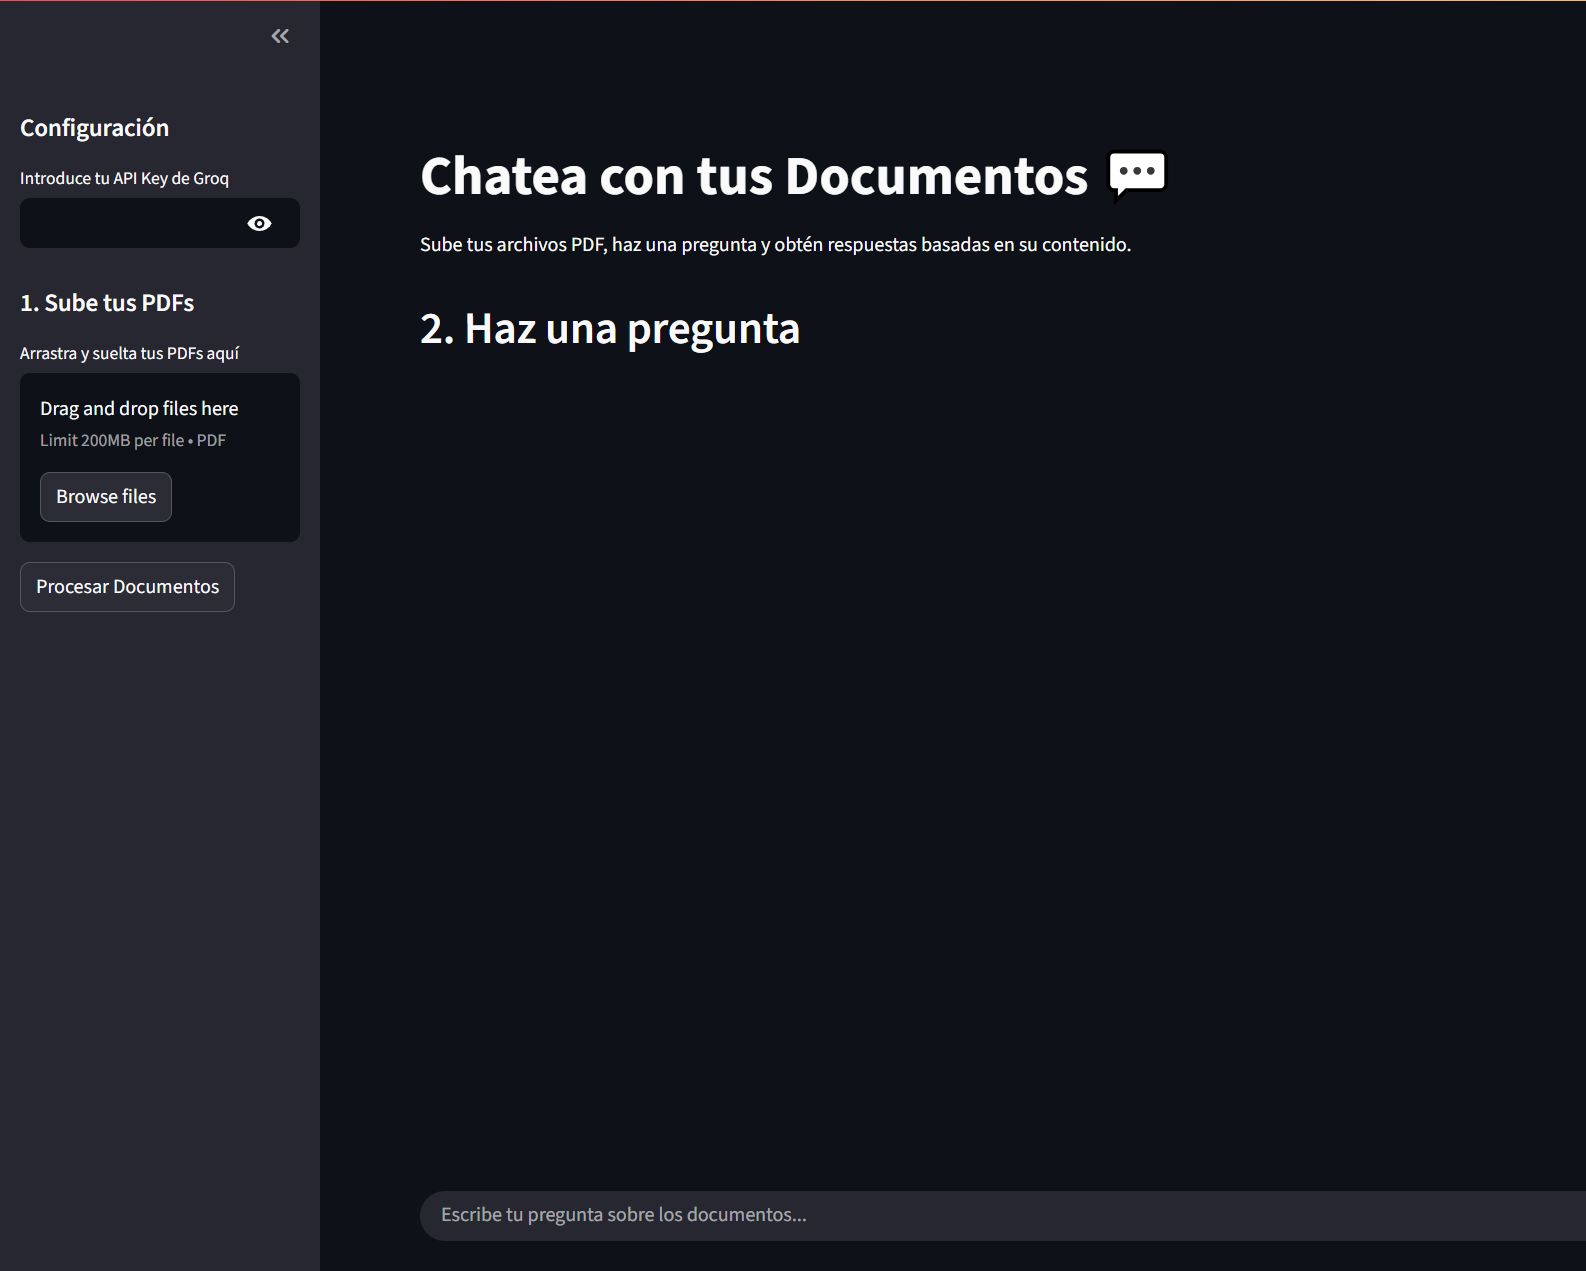 Configuración
Introduce tu API Key de Groq
1. Sube tus PDFs
Arrastra y suelta tus PDFs aquí
Drag and drop files here
Limit 200MB per file • PDF
Browse files
Procesar Documentos
Chatea con tus Documentos 💬
Sube tus archivos PDF, haz una pregunta y obtén respuestas basadas en su contenido.
2. Haz una pregunta
Escribe tu pregunta sobre los documentos...